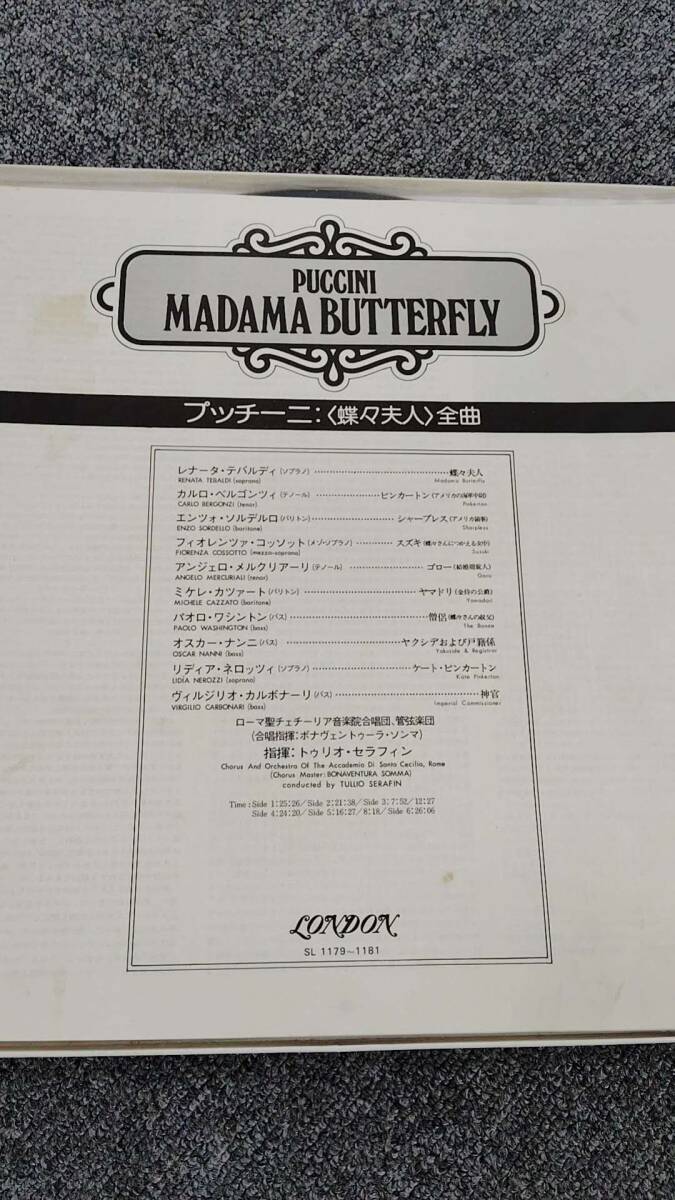 PUCCINI
MADAMA BUTTERFLY
プッチーニ:〈蝶々夫人〉全曲
レナータ・テバルディ(ソプラノ)……蝶々夫人
RENATA TEBALDI (soprano) Madama Butterfly
カルロ・ベルゴンツィ(テノール)……ピンカートン(アメリカの海軍中尉)
CARLO BERGONZI (tenor) Pinkerton
エンツォ・ソルデルロ(バリトン)……シャープレス(アメリカ領事)
ENZO SORDELLO (baritone) Sharpless
フィオレンツァ・コッソット(メゾ・ソプラノ)……スズキ(蝶々さんにつかえる女中)
FIORENZA COSSOTTO (mezzo-soprano) Suzuki
アンジェロ・メルクリアーリ(テノール)……ゴロー(結婚周旋人)
ANGELO MERCURIALI (tenor) Goro
ミケレ・カツァート(バリトン)……ヤマドリ(金持の公爵)
MICHELE CAZZATO (baritone) Yamadori
パオロ・ワシントン(バス)……僧侶(蝶々さんの叔父)
PAOLO WASHINGTON (bass) The Bonze
オスカー・ナンニ(バス)……ヤクシデおよび戸籍係
OSCAR NANNI (bass) Yakuside & Registrar
リディア・ネロッツィ(ソプラノ)……ケート・ピンカートン
LIDIA NEROZZI (soprano) Kate Pinkerton
ヴィルジリオ・カルボナーリ(バス)……神官
VIRGILIO CARBONARI (bass) Imperial Commissioner
ローマ聖チェチーリア音楽院合唱団、管弦楽団
(合唱指揮:ボナヴェントゥーラ・ソンマ)
指揮:トゥリオ・セラフィン
Chorus And Orchestra Of The Accademia Di Santa Cecilia, Rome
(Chorus Master: BONAVENTURA SOMMA)
conducted by TULLIO SERAFIN
Time: Side 1:25:26/Side 2:21:38/Side 3:7:52/12:27
Side 4:24:20/Side 5:16:27/8:18/Side 6:26:06
LONDON
SL 1179~1181